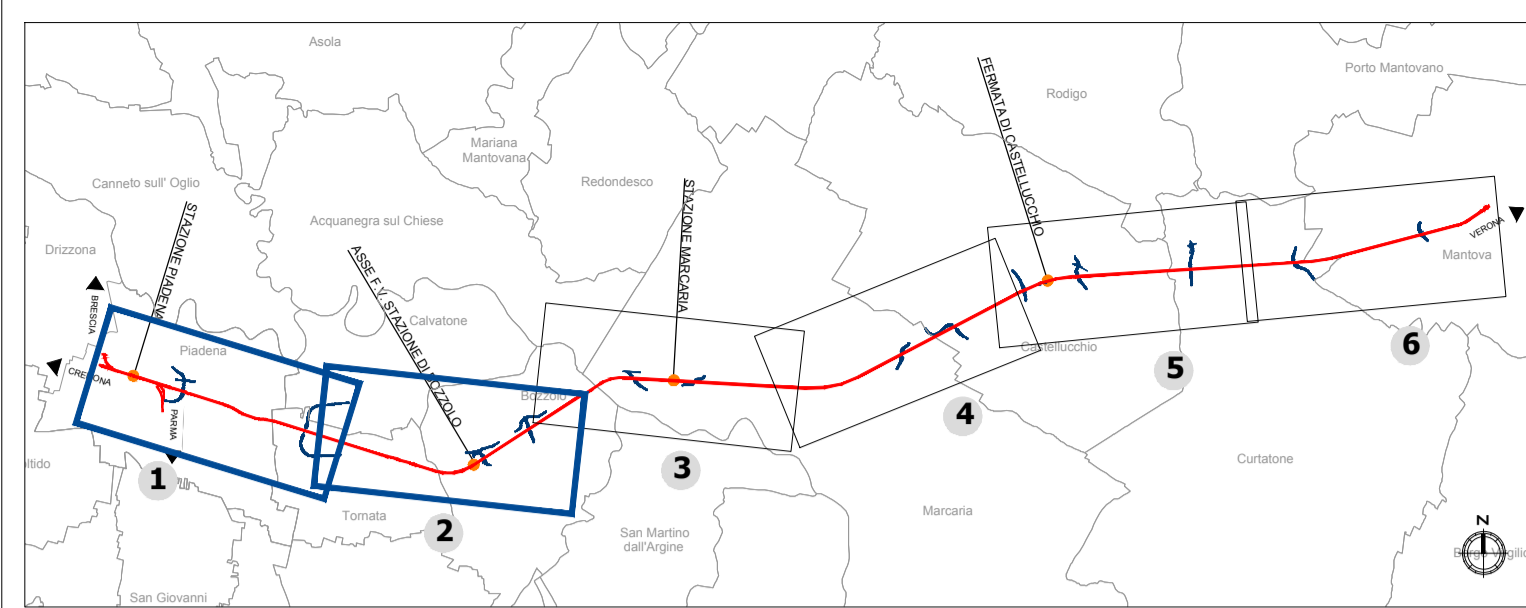 Asola
Porto Mantovano
Rodigo
FERMATA DI CASTELLUCCHIO
Mariana
Mantovana
Canneto sull' Oglio
Redondesco
STAZIONE MARCARIA
STAZIONE PIADENA
Acquanegra sul Chiese
ASSE F.V. STAZIONE DI BOZZOLO
Drizzona
VERONA
Mantova
BRESCIA
Calvatone
Piadena
Castellucchio
CREMONA
Bozzolo
PARMA
6
5
4
3
1
2
Curtatone
Marcaria
Tornata
San Martino
dall'Argine
N
San Giovanni